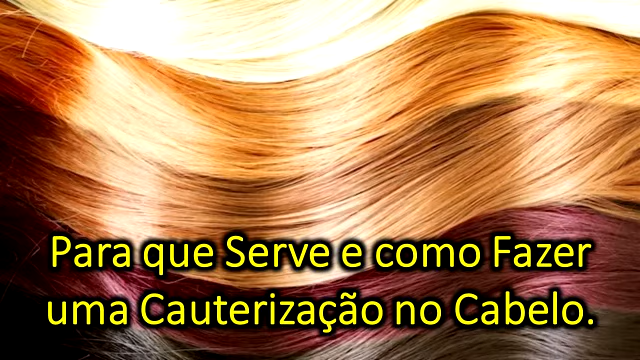 Para que Serve e como Fazer
uma Cauterização no Cabelo.